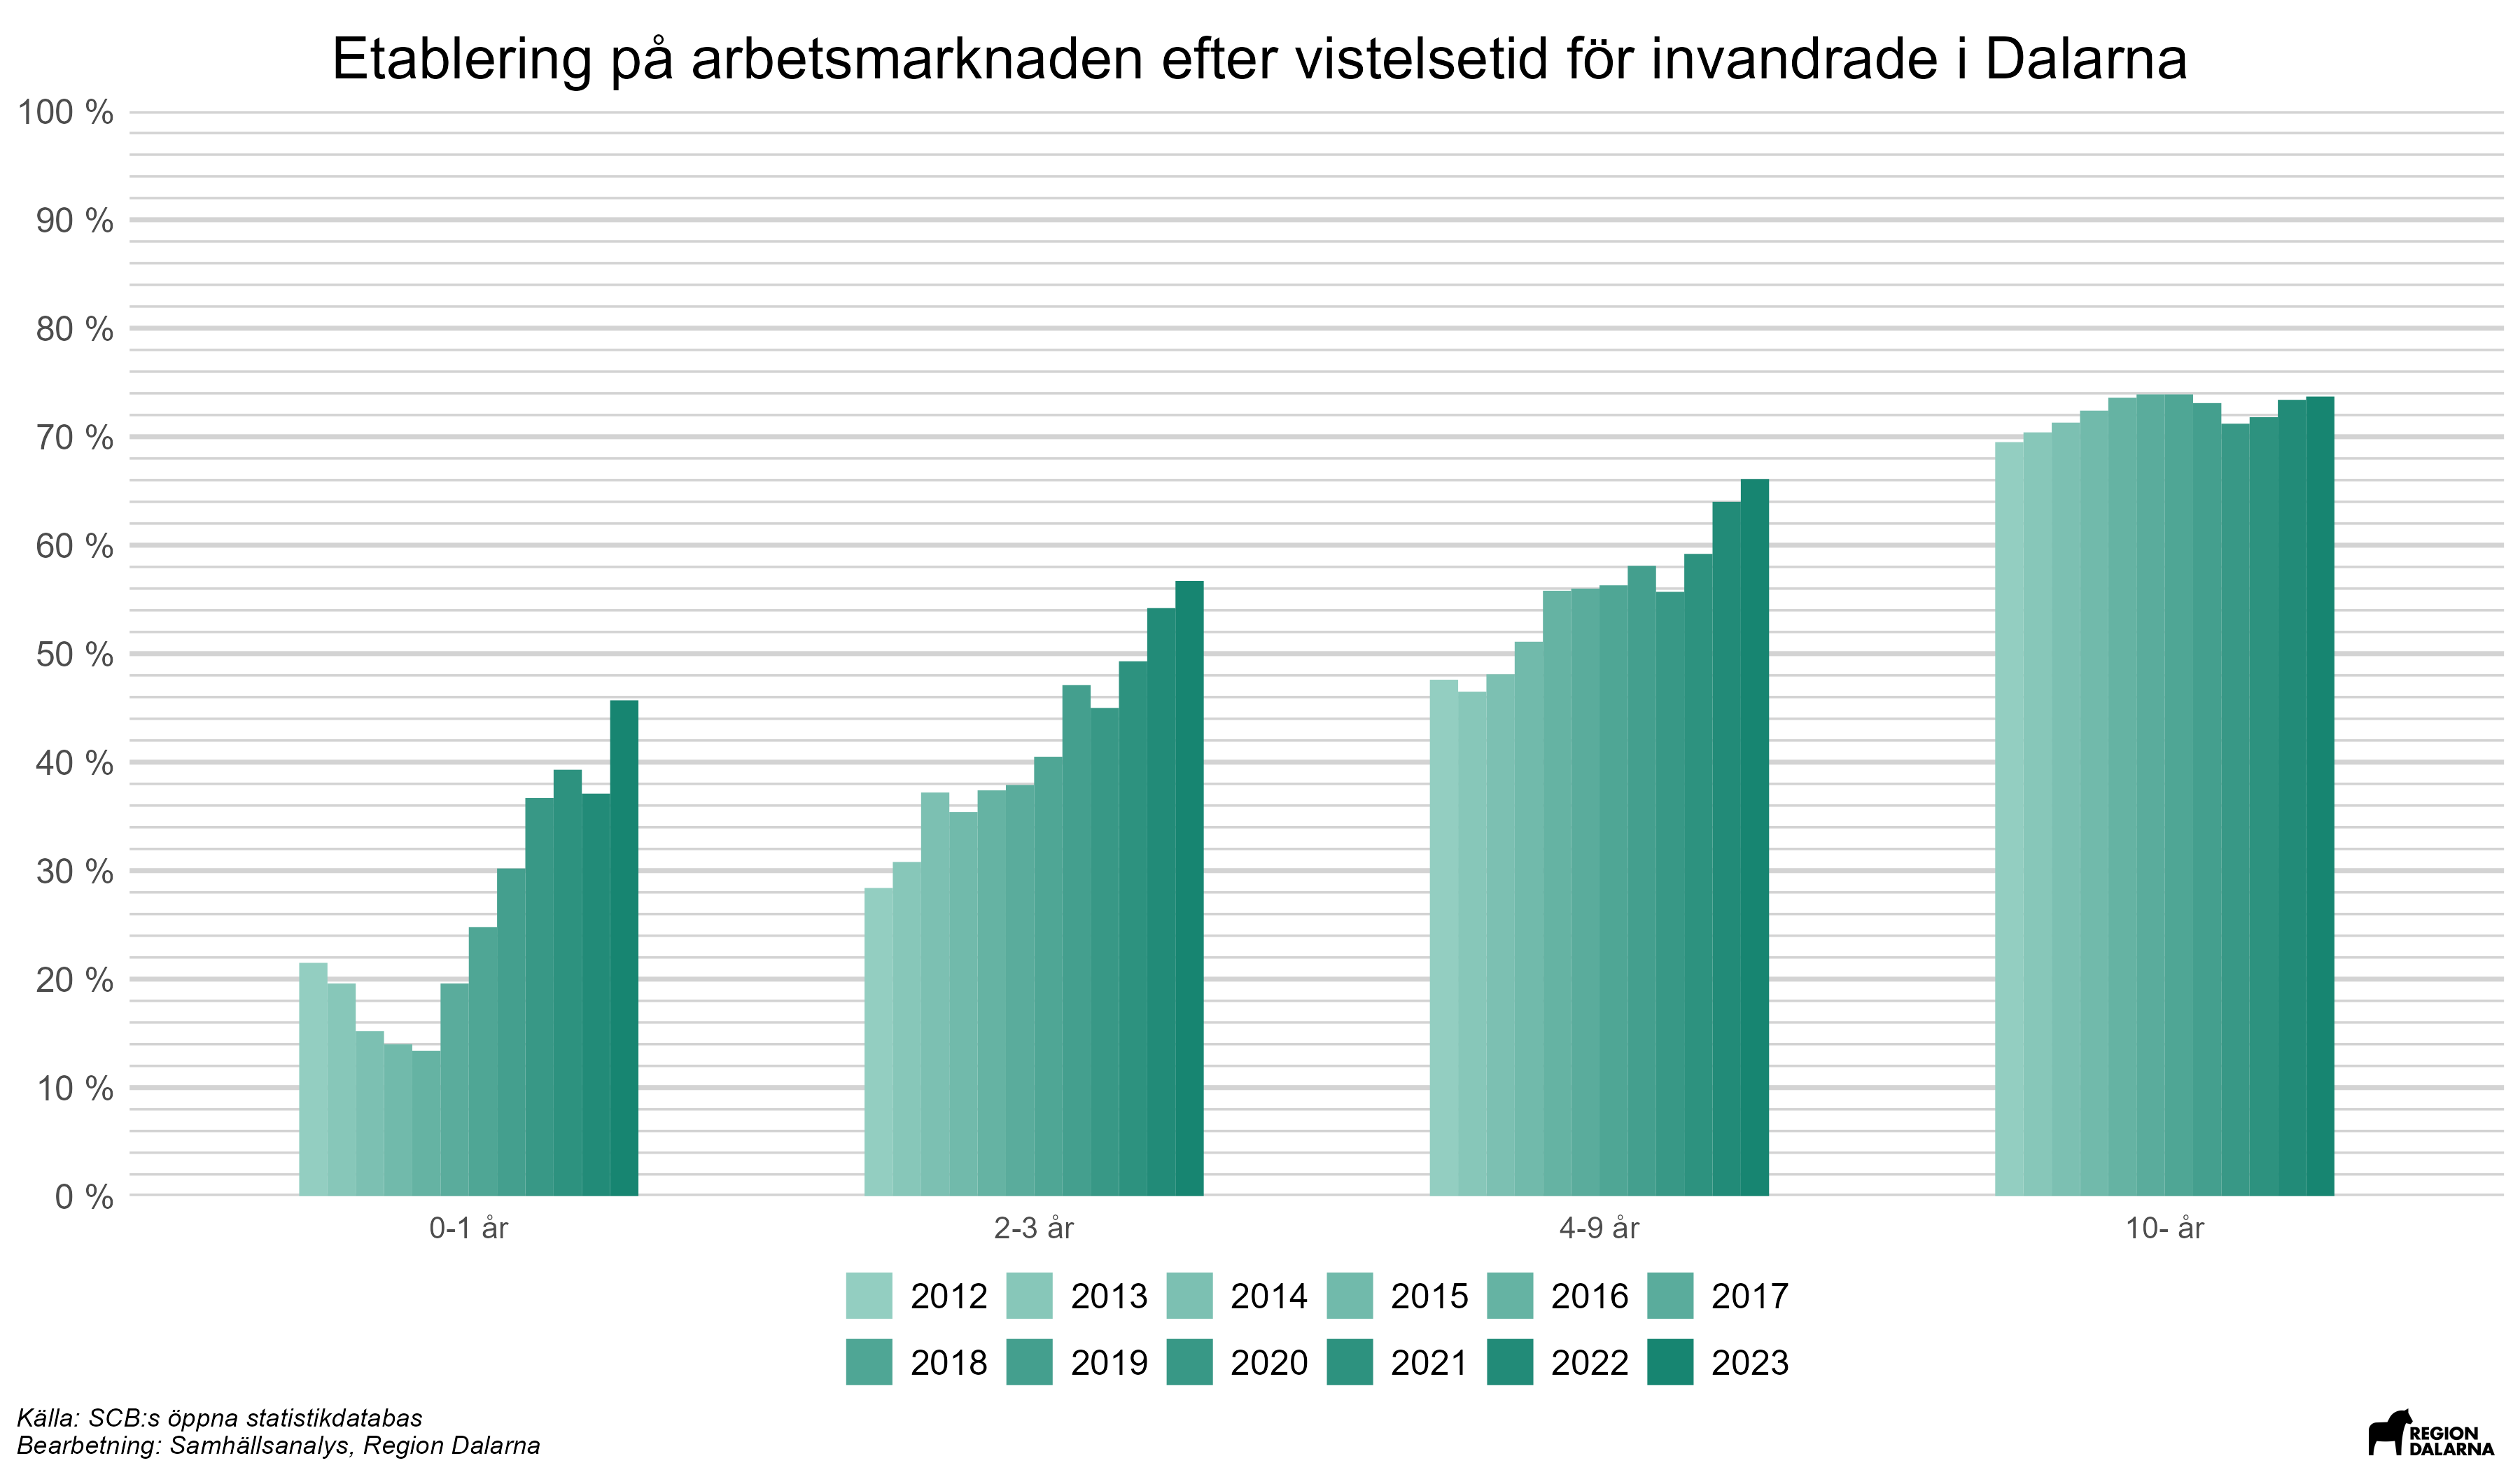 Etablering på arbetsmarknaden efter vistelsetid för invandrade i Dalarna
100 %
90 %
80 %
70 %
60 %
50 %
40 %
30 %
20 %
10 %
0 %
0-1 år
2-3 år
4-9 år
10- år
2012
2013
2014
2015
2016
2017
2018
2019
2020
2021
2022
2023
Källa: SCB:s öppna statistikdatabas
Bearbetning: Samhällsanalys, Region Dalarna
REGION
DALARNA